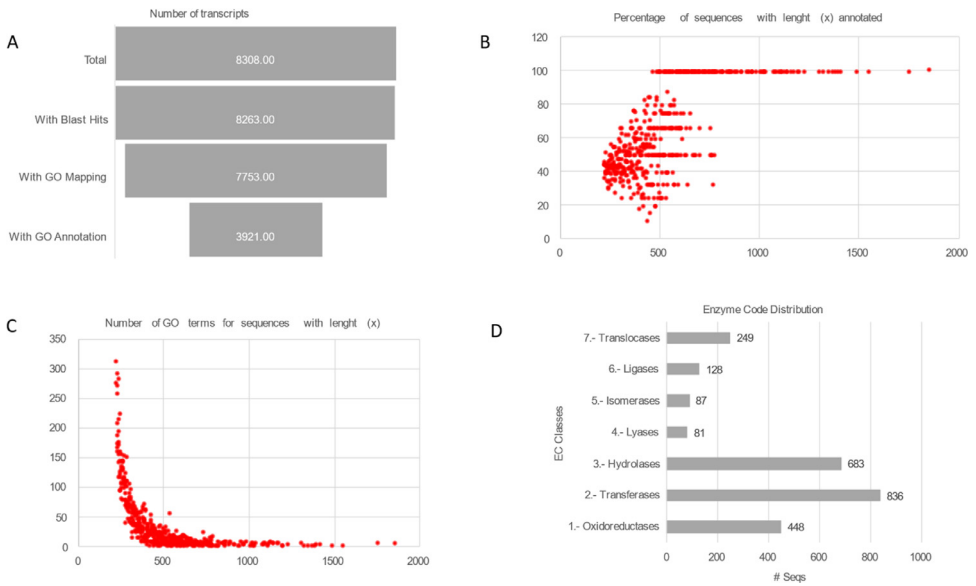 A
Number of transcripts
Total
8308.00
With Blast Hits
8263.00
With GO Mapping
7753.00
With GO Annotation
3921.00
B
Percentage of sequences with lenght (x) annotated
120
100
80
60
40
20
0
0 500 1000 1500 2000
C
Number of GO terms for sequences with lenght (x)
350
300
250
200
150
100
50
0
0 500 1000 1500 2000
D
Enzyme Code Distribution
EC Classes
7.- Translocases 249
6.- Ligases 128
5.- Isomerases 87
4.- Lyases 81
3.- Hydrolases 683
2.- Transferases 836
1.- Oxidoreductases 448
0 200 400 600 800 1000
# Seqs